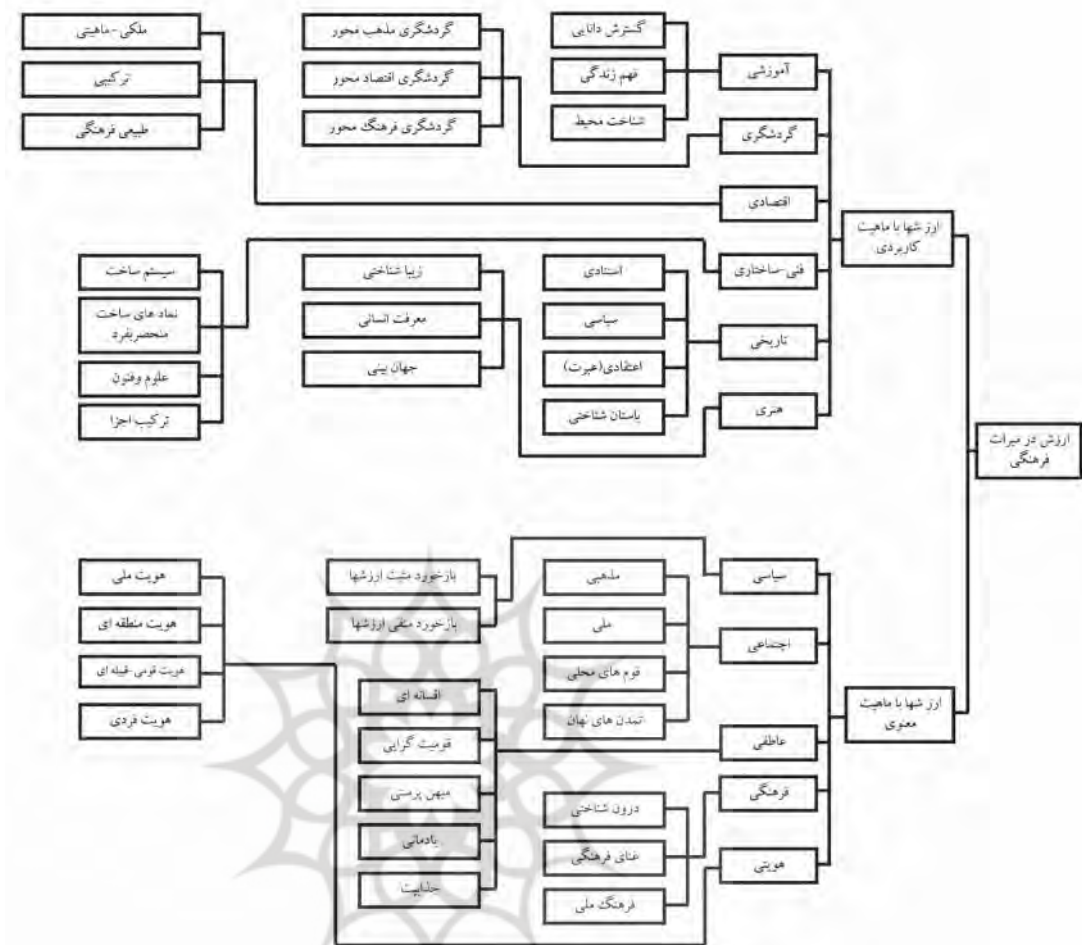 ارزش در میراث
فرهنگی
ارزشها با ماهیت
کاربردی
آموزشی
گسترش دانایی
فهم زندگی
شناخت محیط
گردشگری
گردشگری مذهب محور
گردشگری اقتصاد محور
گردشگری فرهنگ محور
اقتصادی
ملکی-ماهیتی
ترکیبی
طبیعی فرهنگی
فنی-ساختاری
سیستم ساخت
نماد های ساخت
منحصربفرد
علوم وفنون
ترکیب اجزا
تاریخی
اسنادی
سیاسی
اعتقادی(عبرت)
باستان شناختی
هنری
زیبا شناختی
معرفت انسانی
جهان بینی
ارزشها با ماهیت
معنوی
سیاسی
بازخورد مثبت ارزشها
بازخورد منفی ارزشها
اجتماعی
مذهبی
ملی
قوم های محلی
تمدن های نهان
عاطفی
افسانه ای
قومیت گرایی
میهن پرستی
یادمانی
جذابیت
فرهنگی
درون شناختی
غنای فرهنگی
فرهنگ ملی
هویتی
هویت ملی
هویت منطقه ای
هویت قومی-قبیله ای
هویت فردی